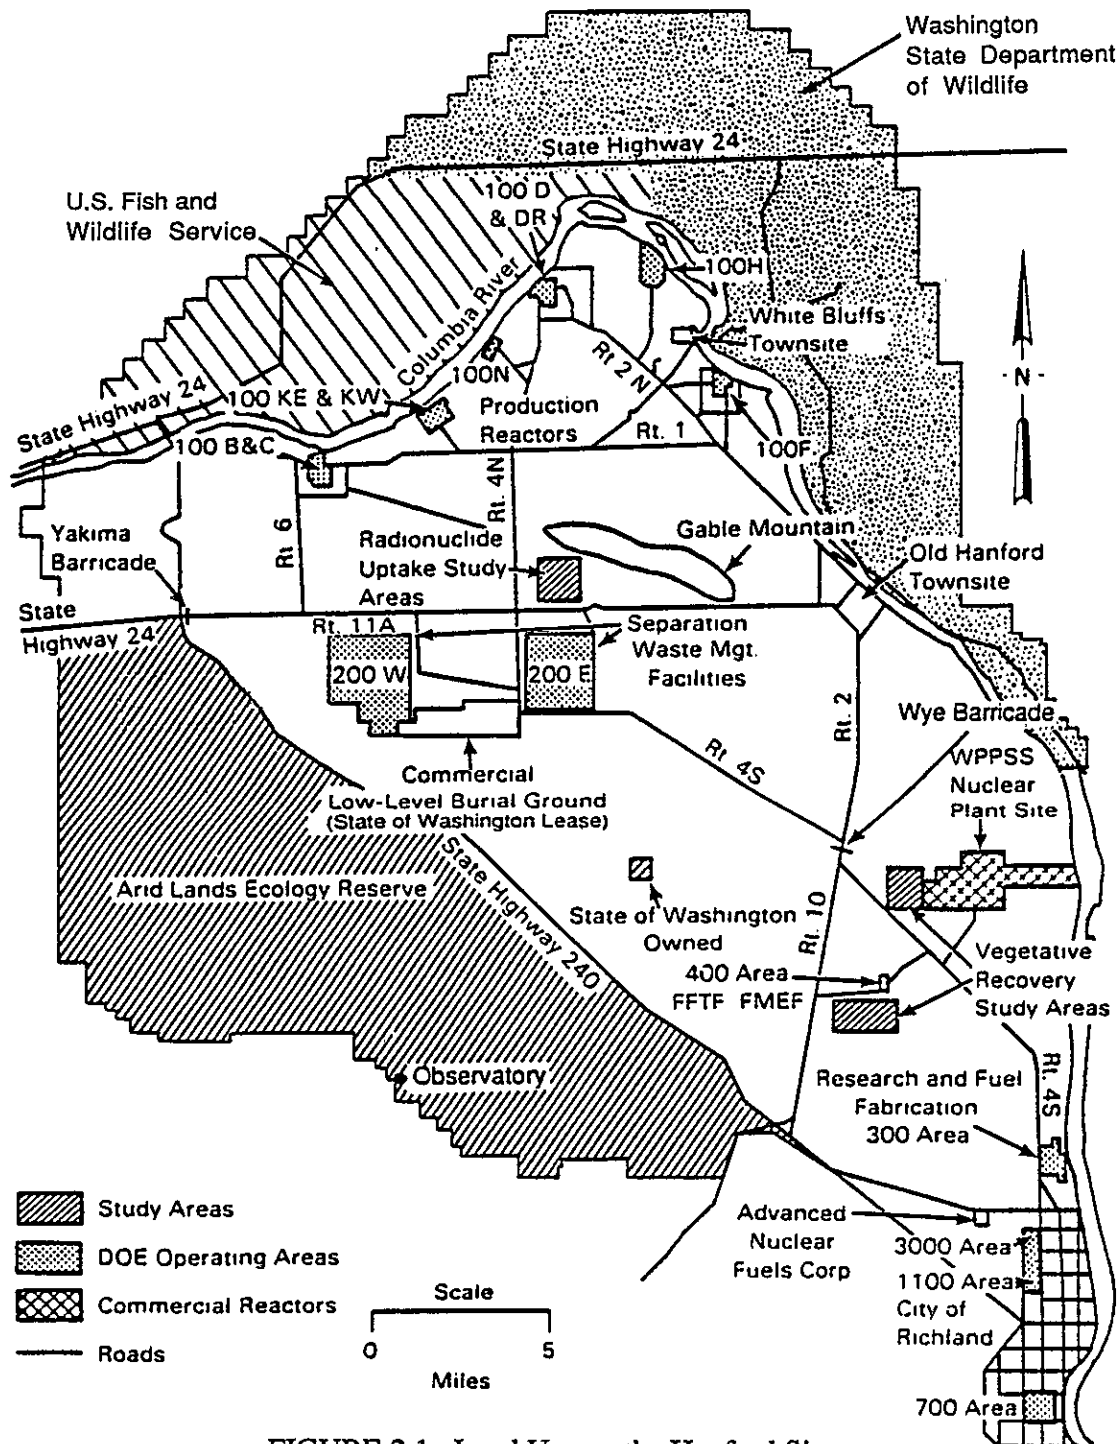 Washington
State Department
of Wildlife
State Highway 24
U.S. Fish and
Wildlife Service
100 D
& DR
100H
Columbia River
White Bluffs
Townsite
-N-
Rt 2 N
100N
State Highway 24
100 KE & KW
Production
Reactors
Rt. 1
100F
100 B&C
Rt. 4N
Rt 6
Yakima
Barricade
Radionuclide
Uptake Study
Areas
Gable Mountain
Old Hanford
Townsite
State
Highway 24
Rt. 11A
Separation
Waste Mgt.
Facilities
200 W
200 E
Rt. 2
Wye Barricade
Rt 4S
WPPSS
Nuclear
Plant Site
Commercial
Low-Level Burial Ground
(State of Washington Lease)
State Highway 240
Arid Lands Ecology Reserve
State of Washington
Owned
Rt. 10
400 Area
FFTF FMEF
Vegetative
Recovery
Study Areas
Observatory
Research and Fuel
Fabrication
300 Area
Rt. 4S
Study Areas
DOE Operating Areas
Commercial Reactors
Roads
Scale
0 5
Miles
Advanced
Nuclear
Fuels Corp
3000 Area
1100 Area
City of
Richland
700 Area